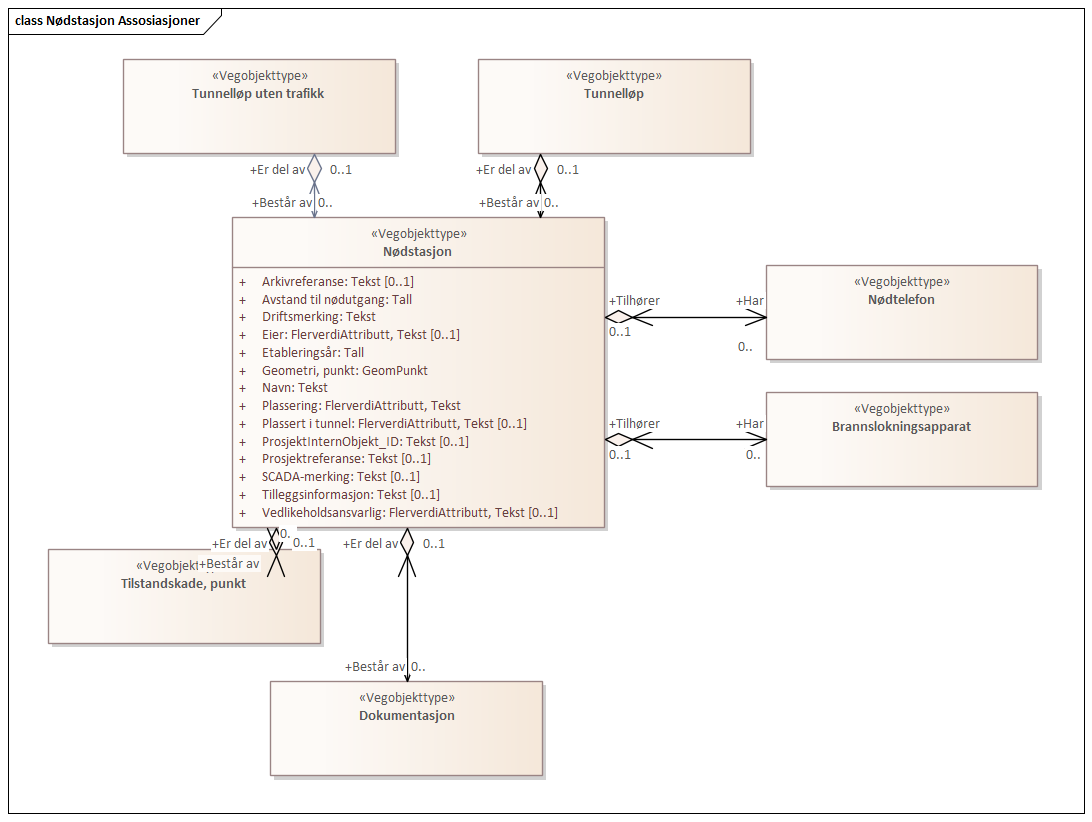 class Nødstasjon Assosiasjoner
«Vegobjekttype»
Tunnelløp uten trafikk
«Vegobjekttype»
Tunnelløp
+Er del av 0..1
+Består av 0..
+Er del av 0..1
+Består av 0..
«Vegobjekttype»
Nødstasjon
+ Arkivreferanse: Tekst [0..1]
+ Avstand til nødutgang: Tall
+ Driftsmerking: Tekst
+ Eier: FlerverdiAttributt, Tekst [0..1]
+ Etableringsår: Tall
+ Geometri, punkt: GeomPunkt
+ Navn: Tekst
+ Plassering: FlerverdiAttributt, Tekst
+ Plassert i tunnel: FlerverdiAttributt, Tekst [0..1]
+ ProsjektInternObjekt_ID: Tekst [0..1]
+ Prosjektreferanse: Tekst [0..1]
+ SCADA-merking: Tekst [0..1]
+ Tilleggsinformasjon: Tekst [0..1]
+ Vedlikeholdsansvarlig: FlerverdiAttributt, Tekst [0..1]
+Tilhører +Har
0..1
0..
«Vegobjekttype»
Nødtelefon
+Tilhører +Har
0..1 0..
«Vegobjekttype»
Brannslokningsapparat
0.
+Er del av 0..1
+Består av
«Vegobjekt
Tilstandskade, punkt
+Er del av 0..1
+Består av 0..
«Vegobjekttype»
Dokumentasjon